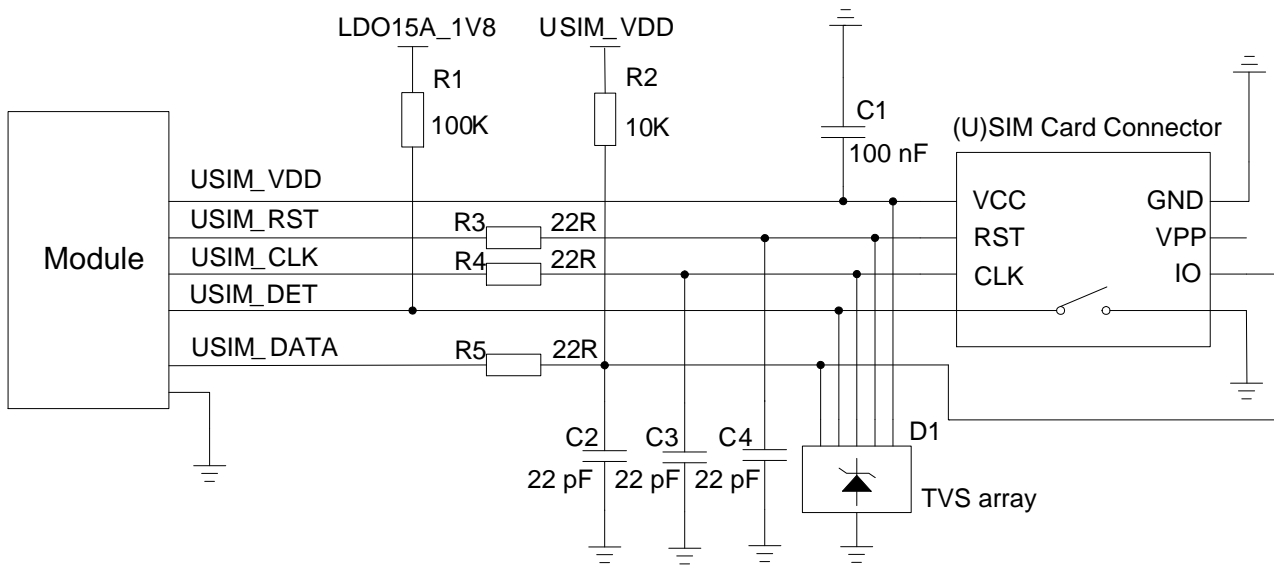 LDO15A_1V8 USIM_VDD
R1 R2
100K 10K
C1
100 nF
(U)SIM Card Connector
Module
USIM_VDD
USIM_RST
USIM_CLK
USIM_DET
USIM_DATA
R3 22R
R4 22R
R5 22R
VCC GND
RST VPP
CLK IO
C2 C3 C4 D1
22 pF 22 pF 22 pF
TVS array